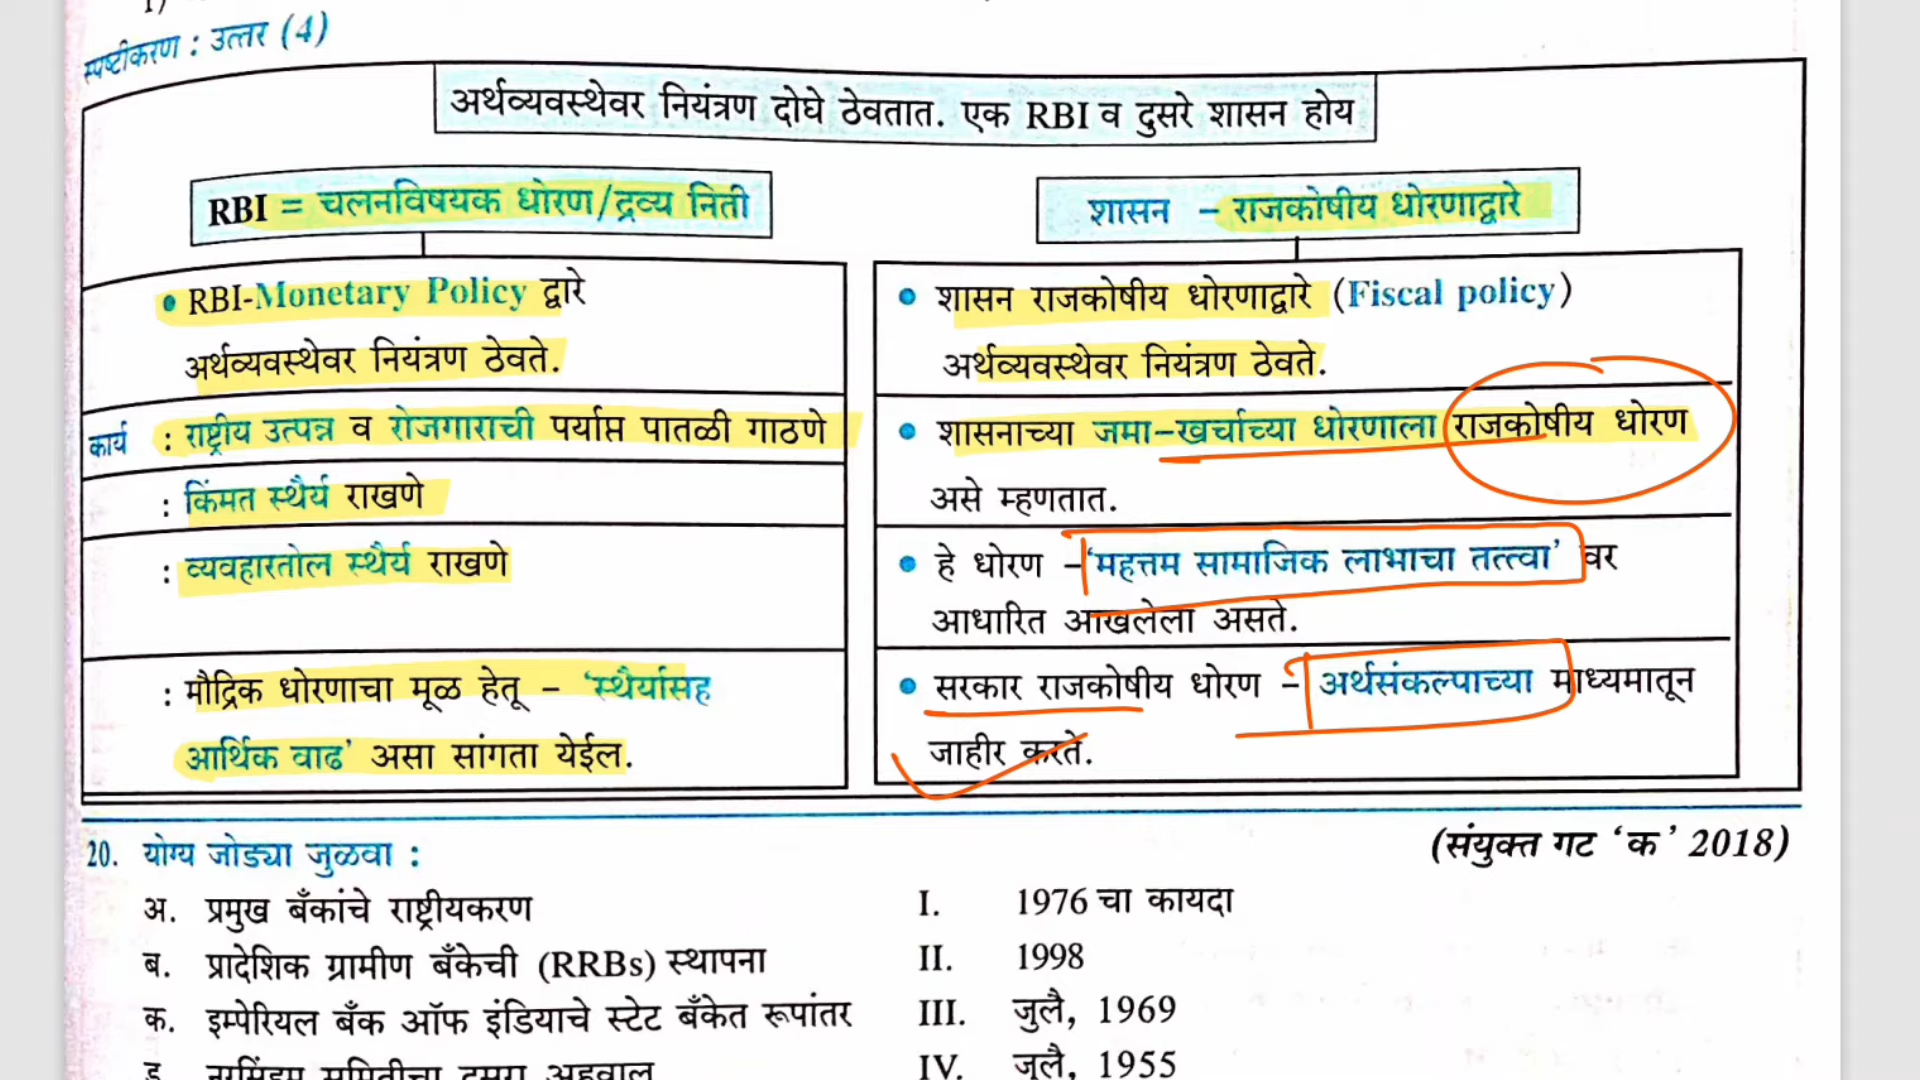 स्पष्टीकरण : उत्तर (4)
अर्थव्यवस्थेवर नियंत्रण दोघे ठेवतात. एक RBI व दुसरे शासन होय
RBI = चलनविषयक धोरण/द्रव्य निती
शासन – राजकोषीय धोरणाद्वारे
• RBI-Monetary Policy द्वारे
अर्थव्यवस्थेवर नियंत्रण ठेवते.
कार्य : राष्ट्रीय उत्पन्न व रोजगाराची पर्याप्त पातळी गाठणे
: किंमत स्थैर्य राखणे
: व्यवहारतोल स्थैर्य राखणे
: मौद्रिक धोरणाचा मूळ हेतू – ‘स्थैर्यासह
आर्थिक वाढ’ असा सांगता येईल.
• शासन राजकोषीय धोरणाद्वारे (Fiscal policy)
अर्थव्यवस्थेवर नियंत्रण ठेवते.
• शासनाच्या जमा–खर्चाच्या धोरणाला राजकोषीय धोरण
असे म्हणतात.
• हे धोरण –‘महत्तम सामाजिक लाभाचा तत्त्वा’ वर
आधारित आखलेला असते.
• सरकार राजकोषीय धोरण – अर्थसंकल्पाच्या माध्यमातून
जाहीर करते.
20. योग्य जोड्या जुळवा :
(संयुक्त गट ‘क’ 2018)
अ. प्रमुख बँकांचे राष्ट्रीयकरण I. 1976 चा कायदा
ब. प्रादेशिक ग्रामीण बँकेची (RRBs) स्थापना II. 1998
क. इम्पेरियल बँक ऑफ इंडियाचे स्टेट बँकेत रूपांतर III. जुलै, 1969
IV. जुलै, 1955